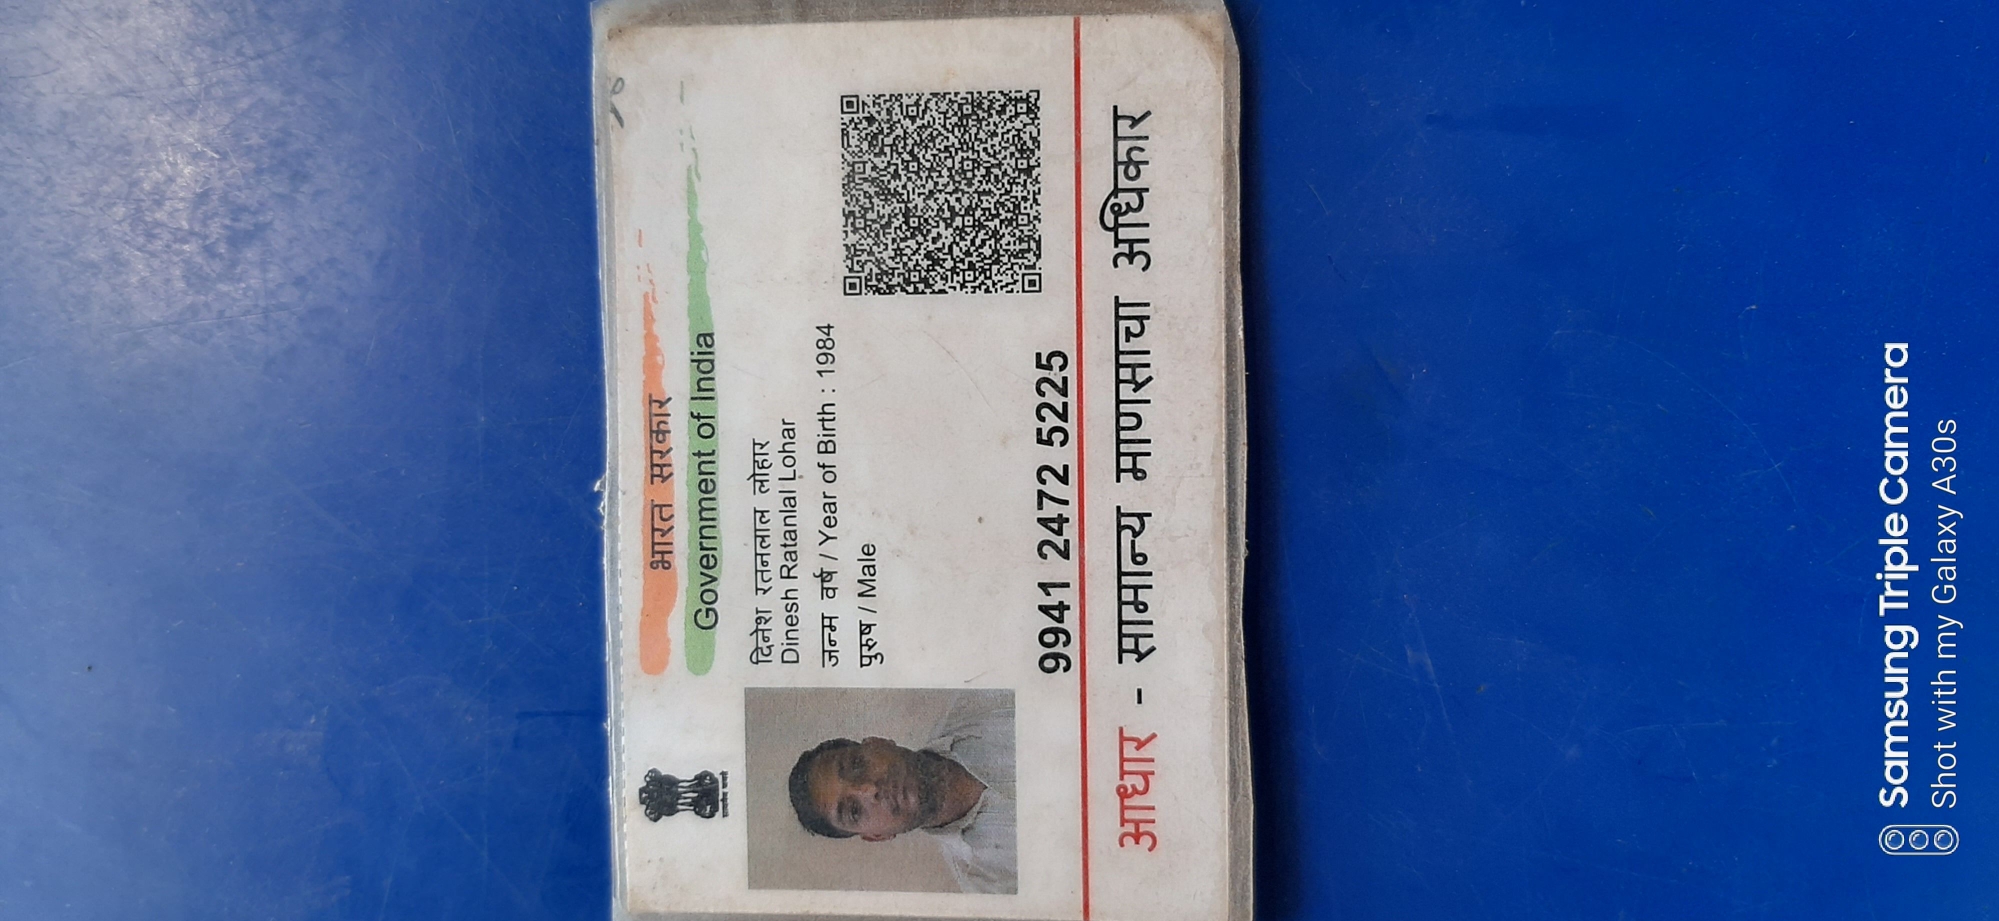 भारत सरकार
Government of India
दिनेश रतनलाल लोहार
Dinesh Ratanlal Lohar
जन्म वर्ष / Year of Birth : 1984
पुरुष / Male
9941 2472 5225
आधार - सामान्य माणसाचा अधिकार
Samsung Triple Camera
Shot with my Galaxy A30s